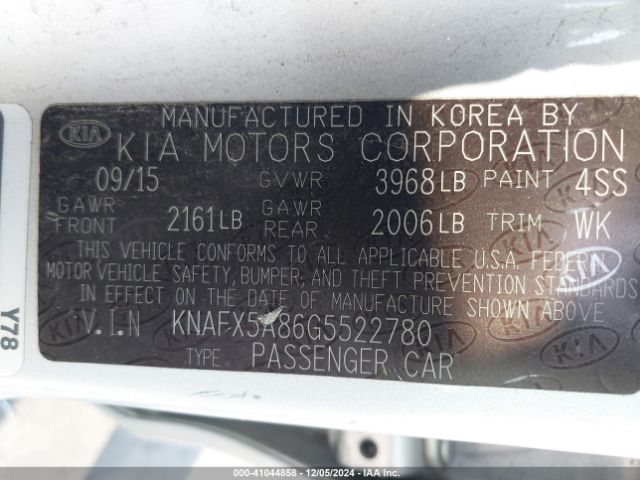 MANUFACTURED IN KOREA BY
KIA KIA MOTORS CORPORATION
09/15 GVWR 3968LB PAINT 4SS
GAWR FRONT 2161LB GAWR REAR 2006LB TRIM WK
THIS VEHICLE CONFORMS TO ALL APPLICABLE U.S.A. FEDER
MOTOR VEHICLE SAFETY, BUMPER, AND THEFT PREVENTION STANDARDS
IN EFFECT ON THE DATE OF MANUFACTURE SHOWN ABOVE
V.I.N KNAFX5A86G5522780
TYPE PASSENGER CAR
Y78
000-41044858 - 12/05/2024 - IAA Inc.